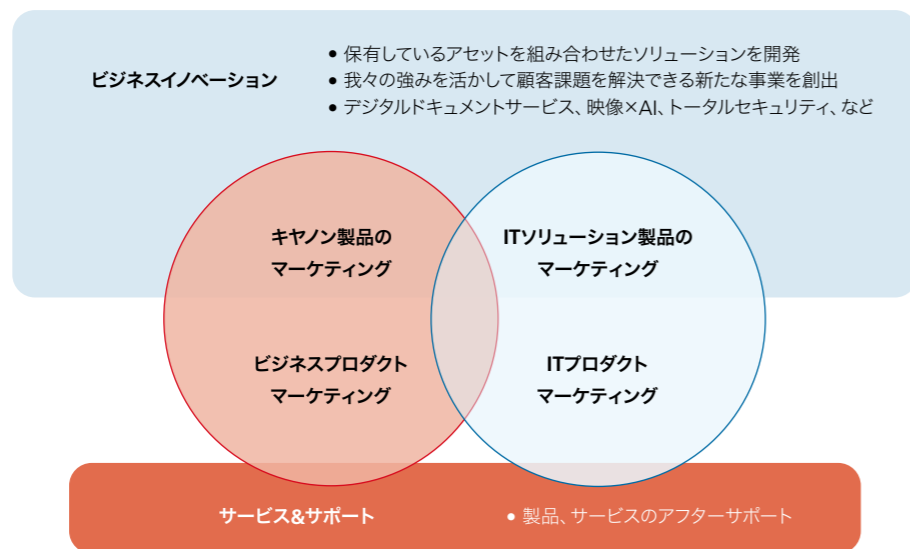 ビジネスイノベーション
• 保有しているアセットを組み合わせたソリューションを開発
• 我々の強みを活かして顧客課題を解決できる新たな事業を創出
• デジタルドキュメントサービス、映像×AI、トータルセキュリティ、など
キヤノン製品の
マーケティング
ITソリューション製品の
マーケティング
ビジネスプロダクト
マーケティング
ITプロダクト
マーケティング
サービス&サポート
• 製品、サービスのアフターサポート